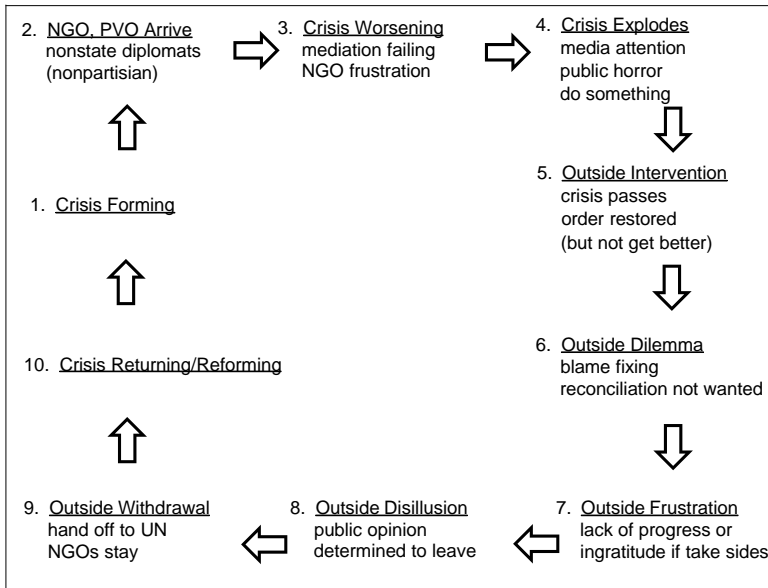 2. NGO, PVO Arrive
nonstate diplomats
(nonpartisian)
3. Crisis Worsening
mediation failing
NGO frustration
4. Crisis Explodes
media attention
public horror
do something
1. Crisis Forming
5. Outside Intervention
crisis passes
order restored
(but not get better)
10. Crisis Returning/Reforming
6. Outside Dilemma
blame fixing
reconciliation not wanted
9. Outside Withdrawal
hand off to UN
NGOs stay
8. Outside Disillusion
public opinion
determined to leave
7. Outside Frustration
lack of progress or
ingratitude if take sides